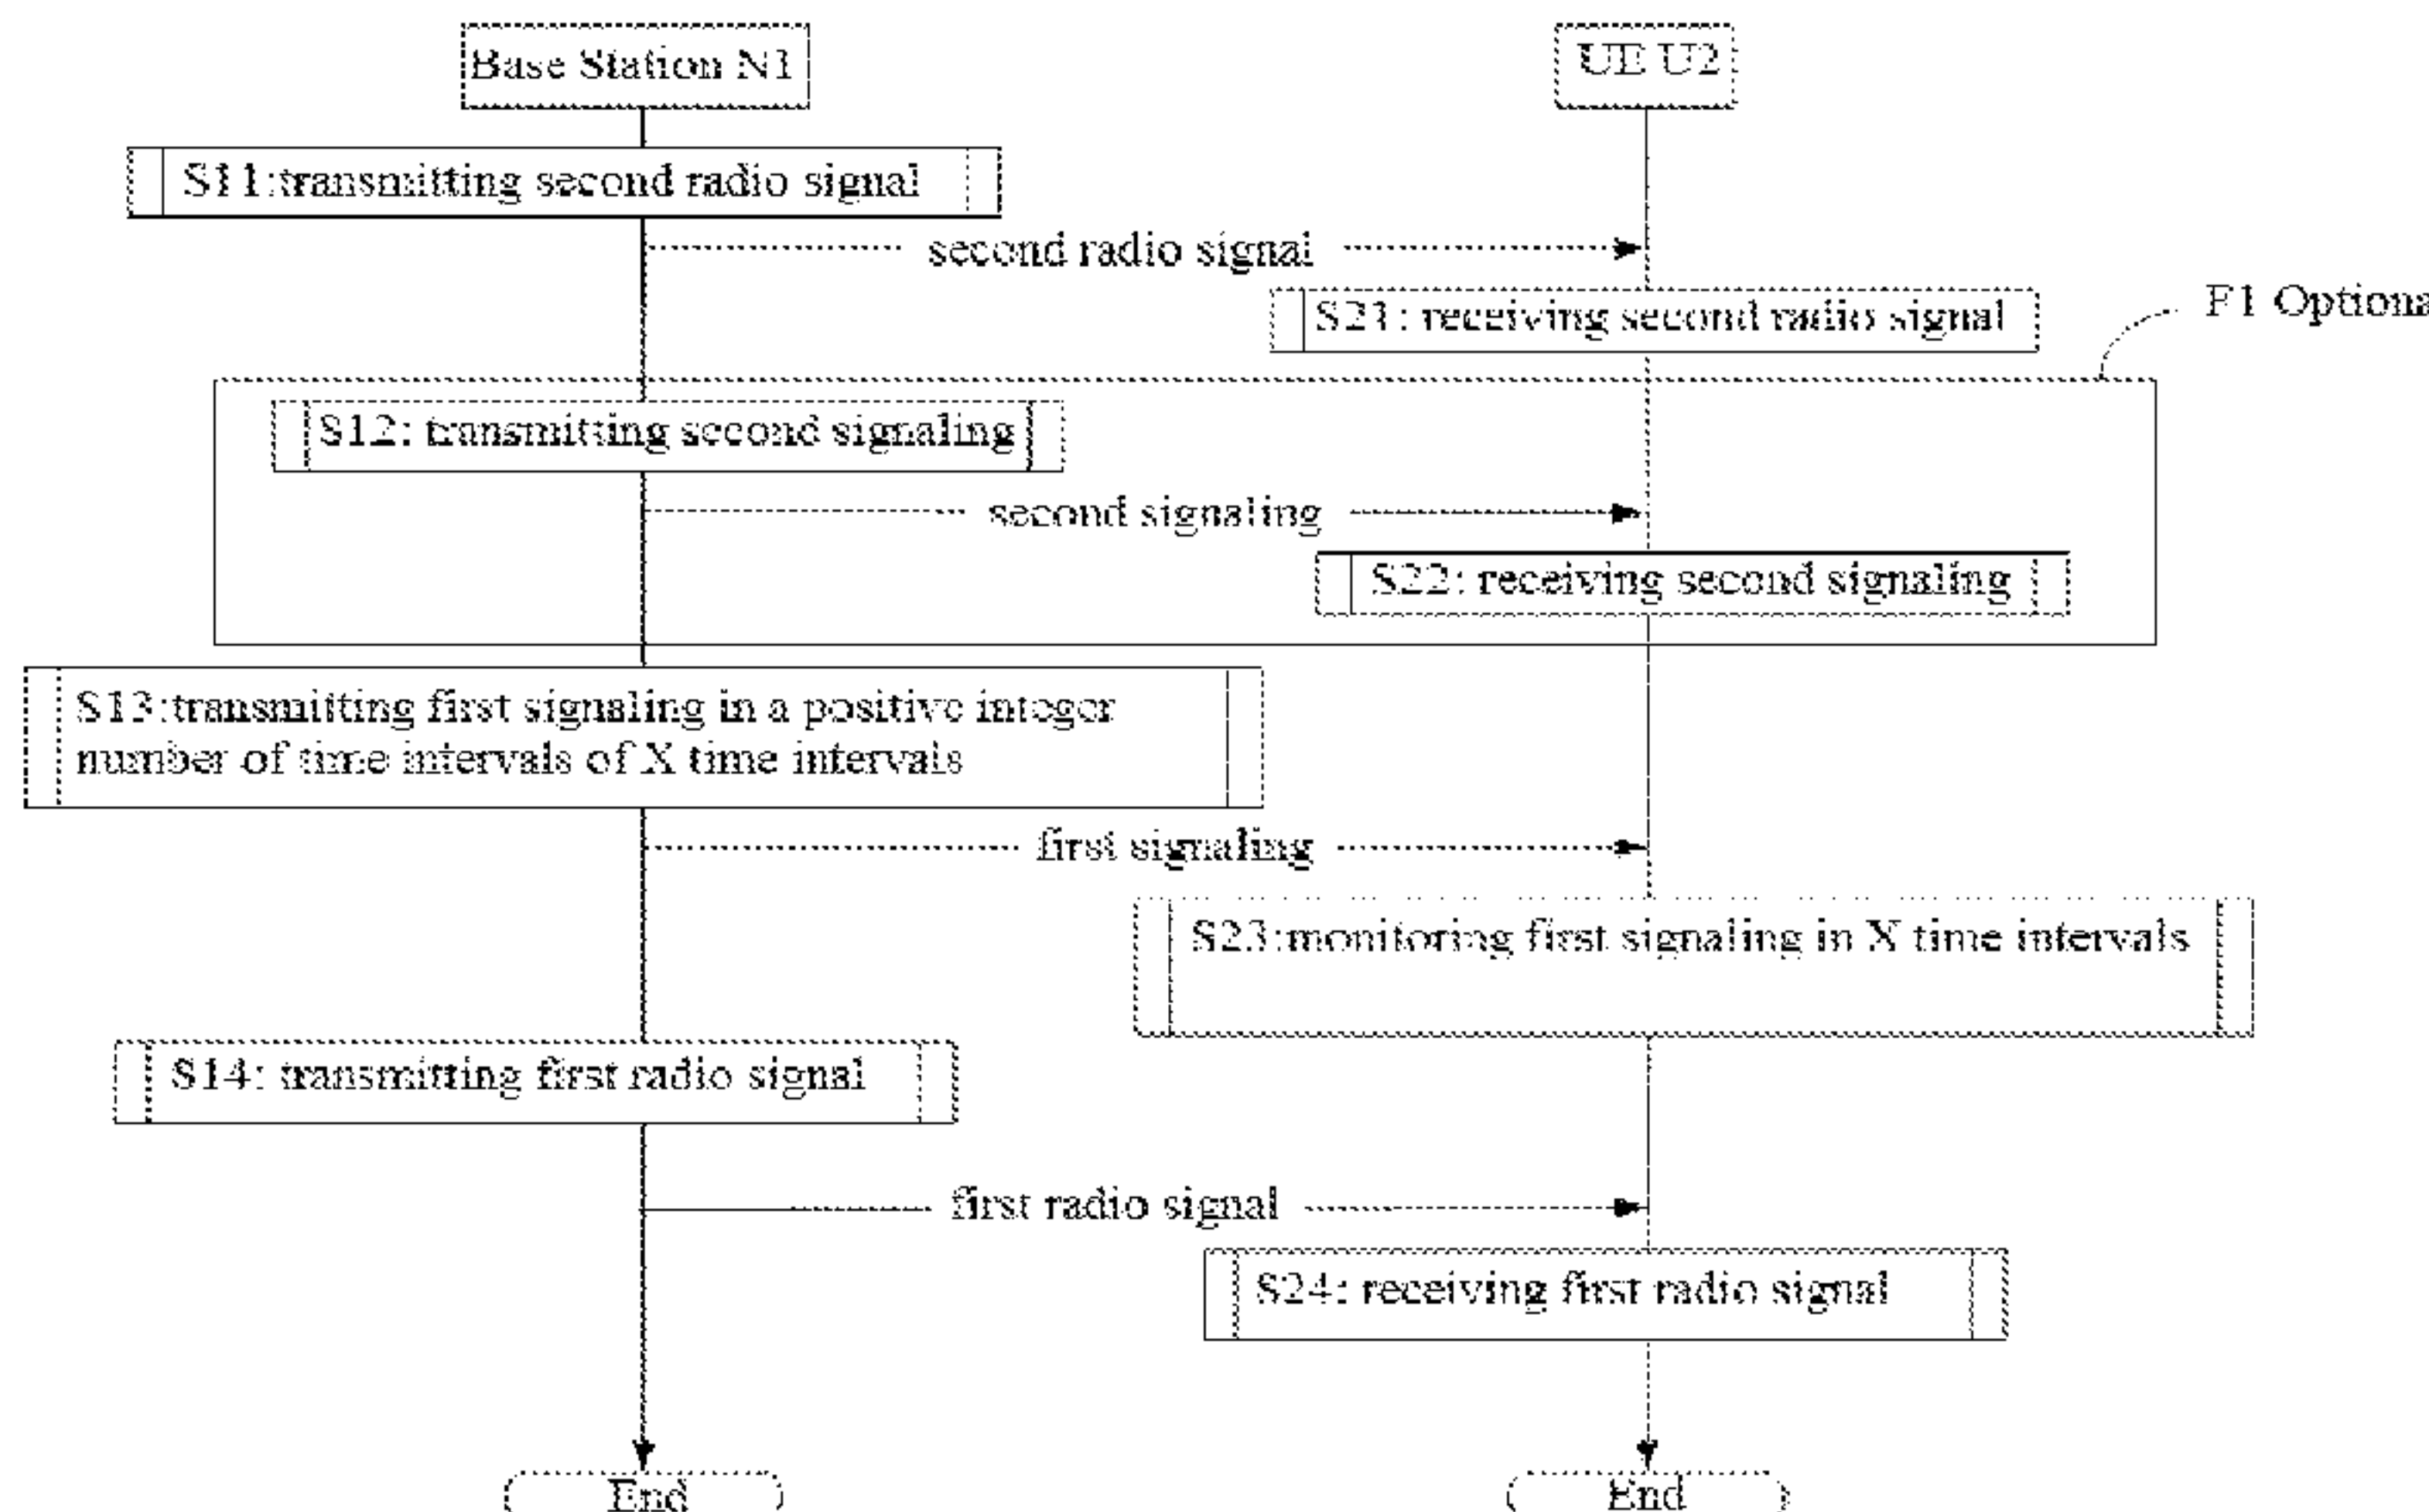 Base Station N1
UE U2
S11:transmitting second radio signal
second radio signal
S21: receiving second radio signal
F1 Optiona
S12: transmitting second signaling
second signaling
S22: receiving second signaling
S13:transmitting first signaling in a positive integer
number of time intervals of X time intervals
first signaling
S23:monitoring first signaling in X time intervals
S14: transmitting first radio signal
first radio signal
S24: receiving first radio signal
End
End